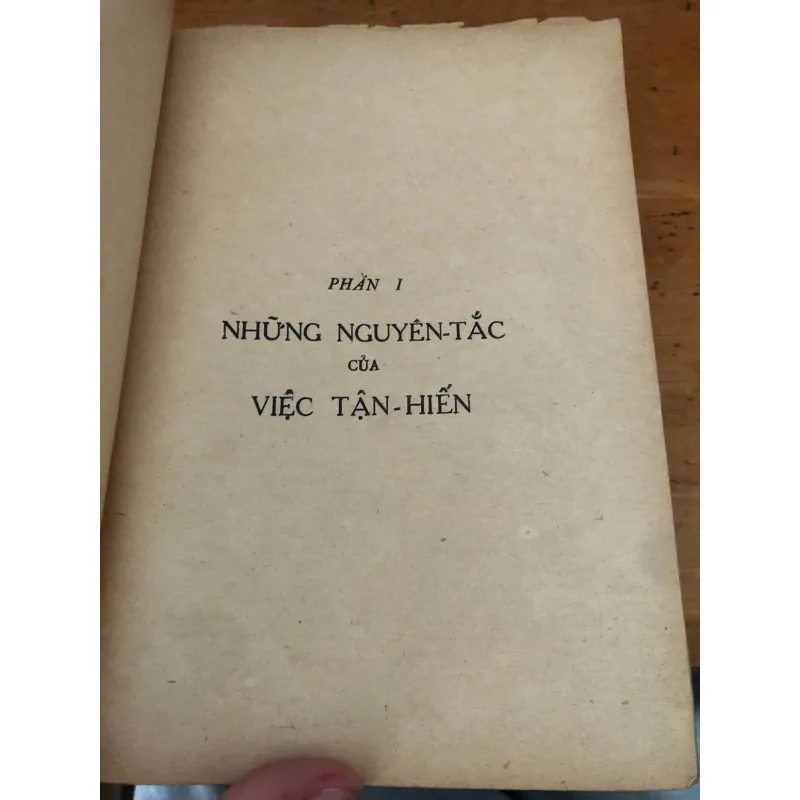 PHẦN I
NHỮNG NGUYÊN-TẮC
CỦA
VIỆC TẬN-HIẾN